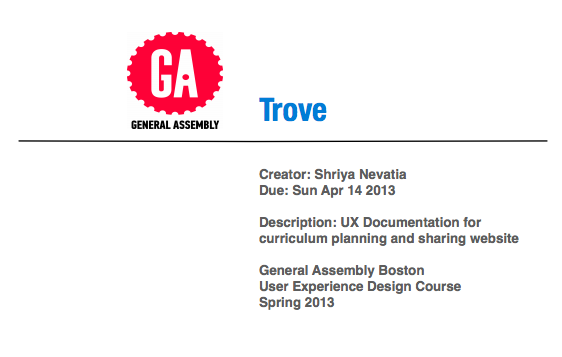 GA
GENERAL ASSEMBLY
Trove
Creator: Shriya Nevatia
Due: Sun Apr 14 2013
Description: UX Documentation for
curriculum planning and sharing website
General Assembly Boston
User Experience Design Course
Spring 2013